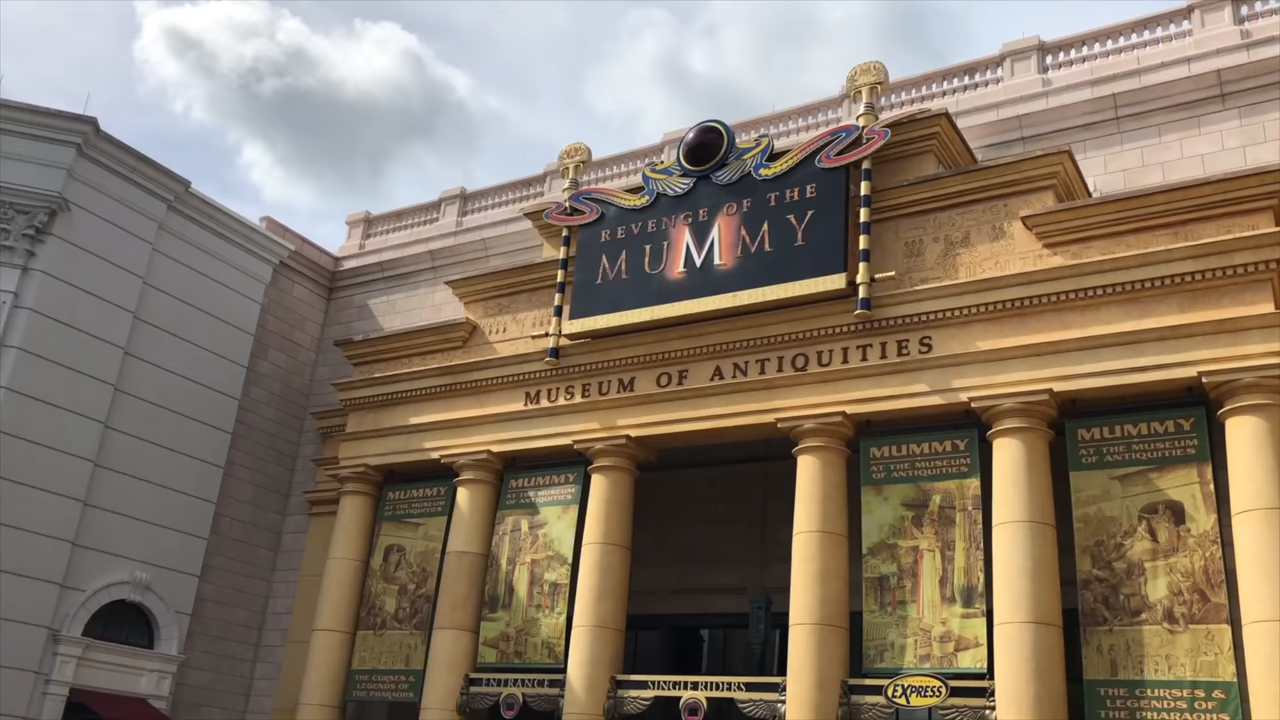 REVENGE OF THE
MUMMY
MUSEUM OF ANTIQUITIES
MUMMY
AT THE MUSEUM
OF ANTIQUITIES
THE CURSES &
LEGENDS OF
THE PHARAOHS
MUMMY
AT THE MUSEUM
OF ANTIQUITIES
MUMMY
AT THE MUSEUM
OF ANTIQUITIES
MUMMY
AT THE MUSEUM
OF ANTIQUITIES
THE CURSES &
LEGENDS OF
THE PHARAOHS
ENTRANCE
SINGLE RIDERS
UNIVERSAL
EXPRESS